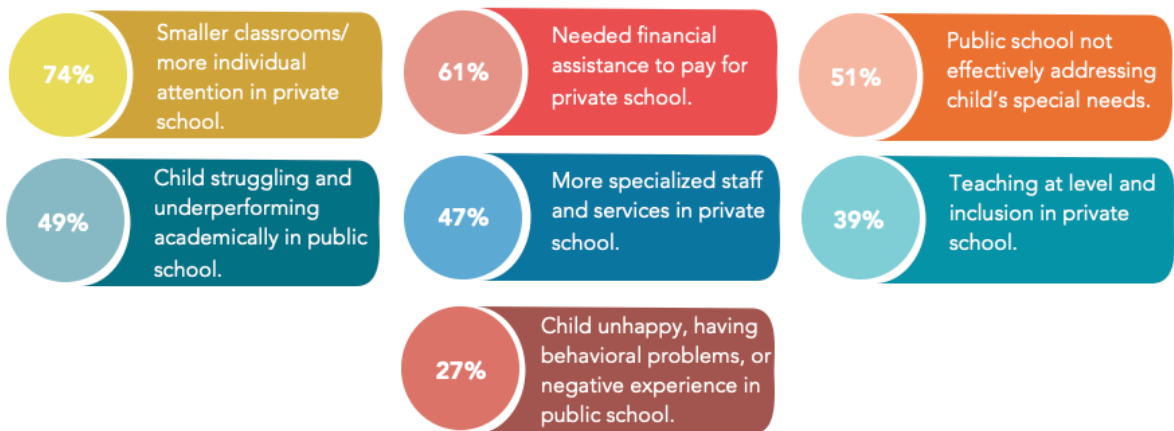 74%
Smaller classrooms/
more individual
attention in private
school.
61%
Needed financial
assistance to pay for
private school.
51%
Public school not
effectively addressing
child's special needs.
49%
Child struggling and
underperforming
academically in public
school.
47%
More specialized staff
and services in private
school.
39%
Teaching at level and
inclusion in private
school.
27%
Child unhappy, having
behavioral problems, or
negative experience in
public school.